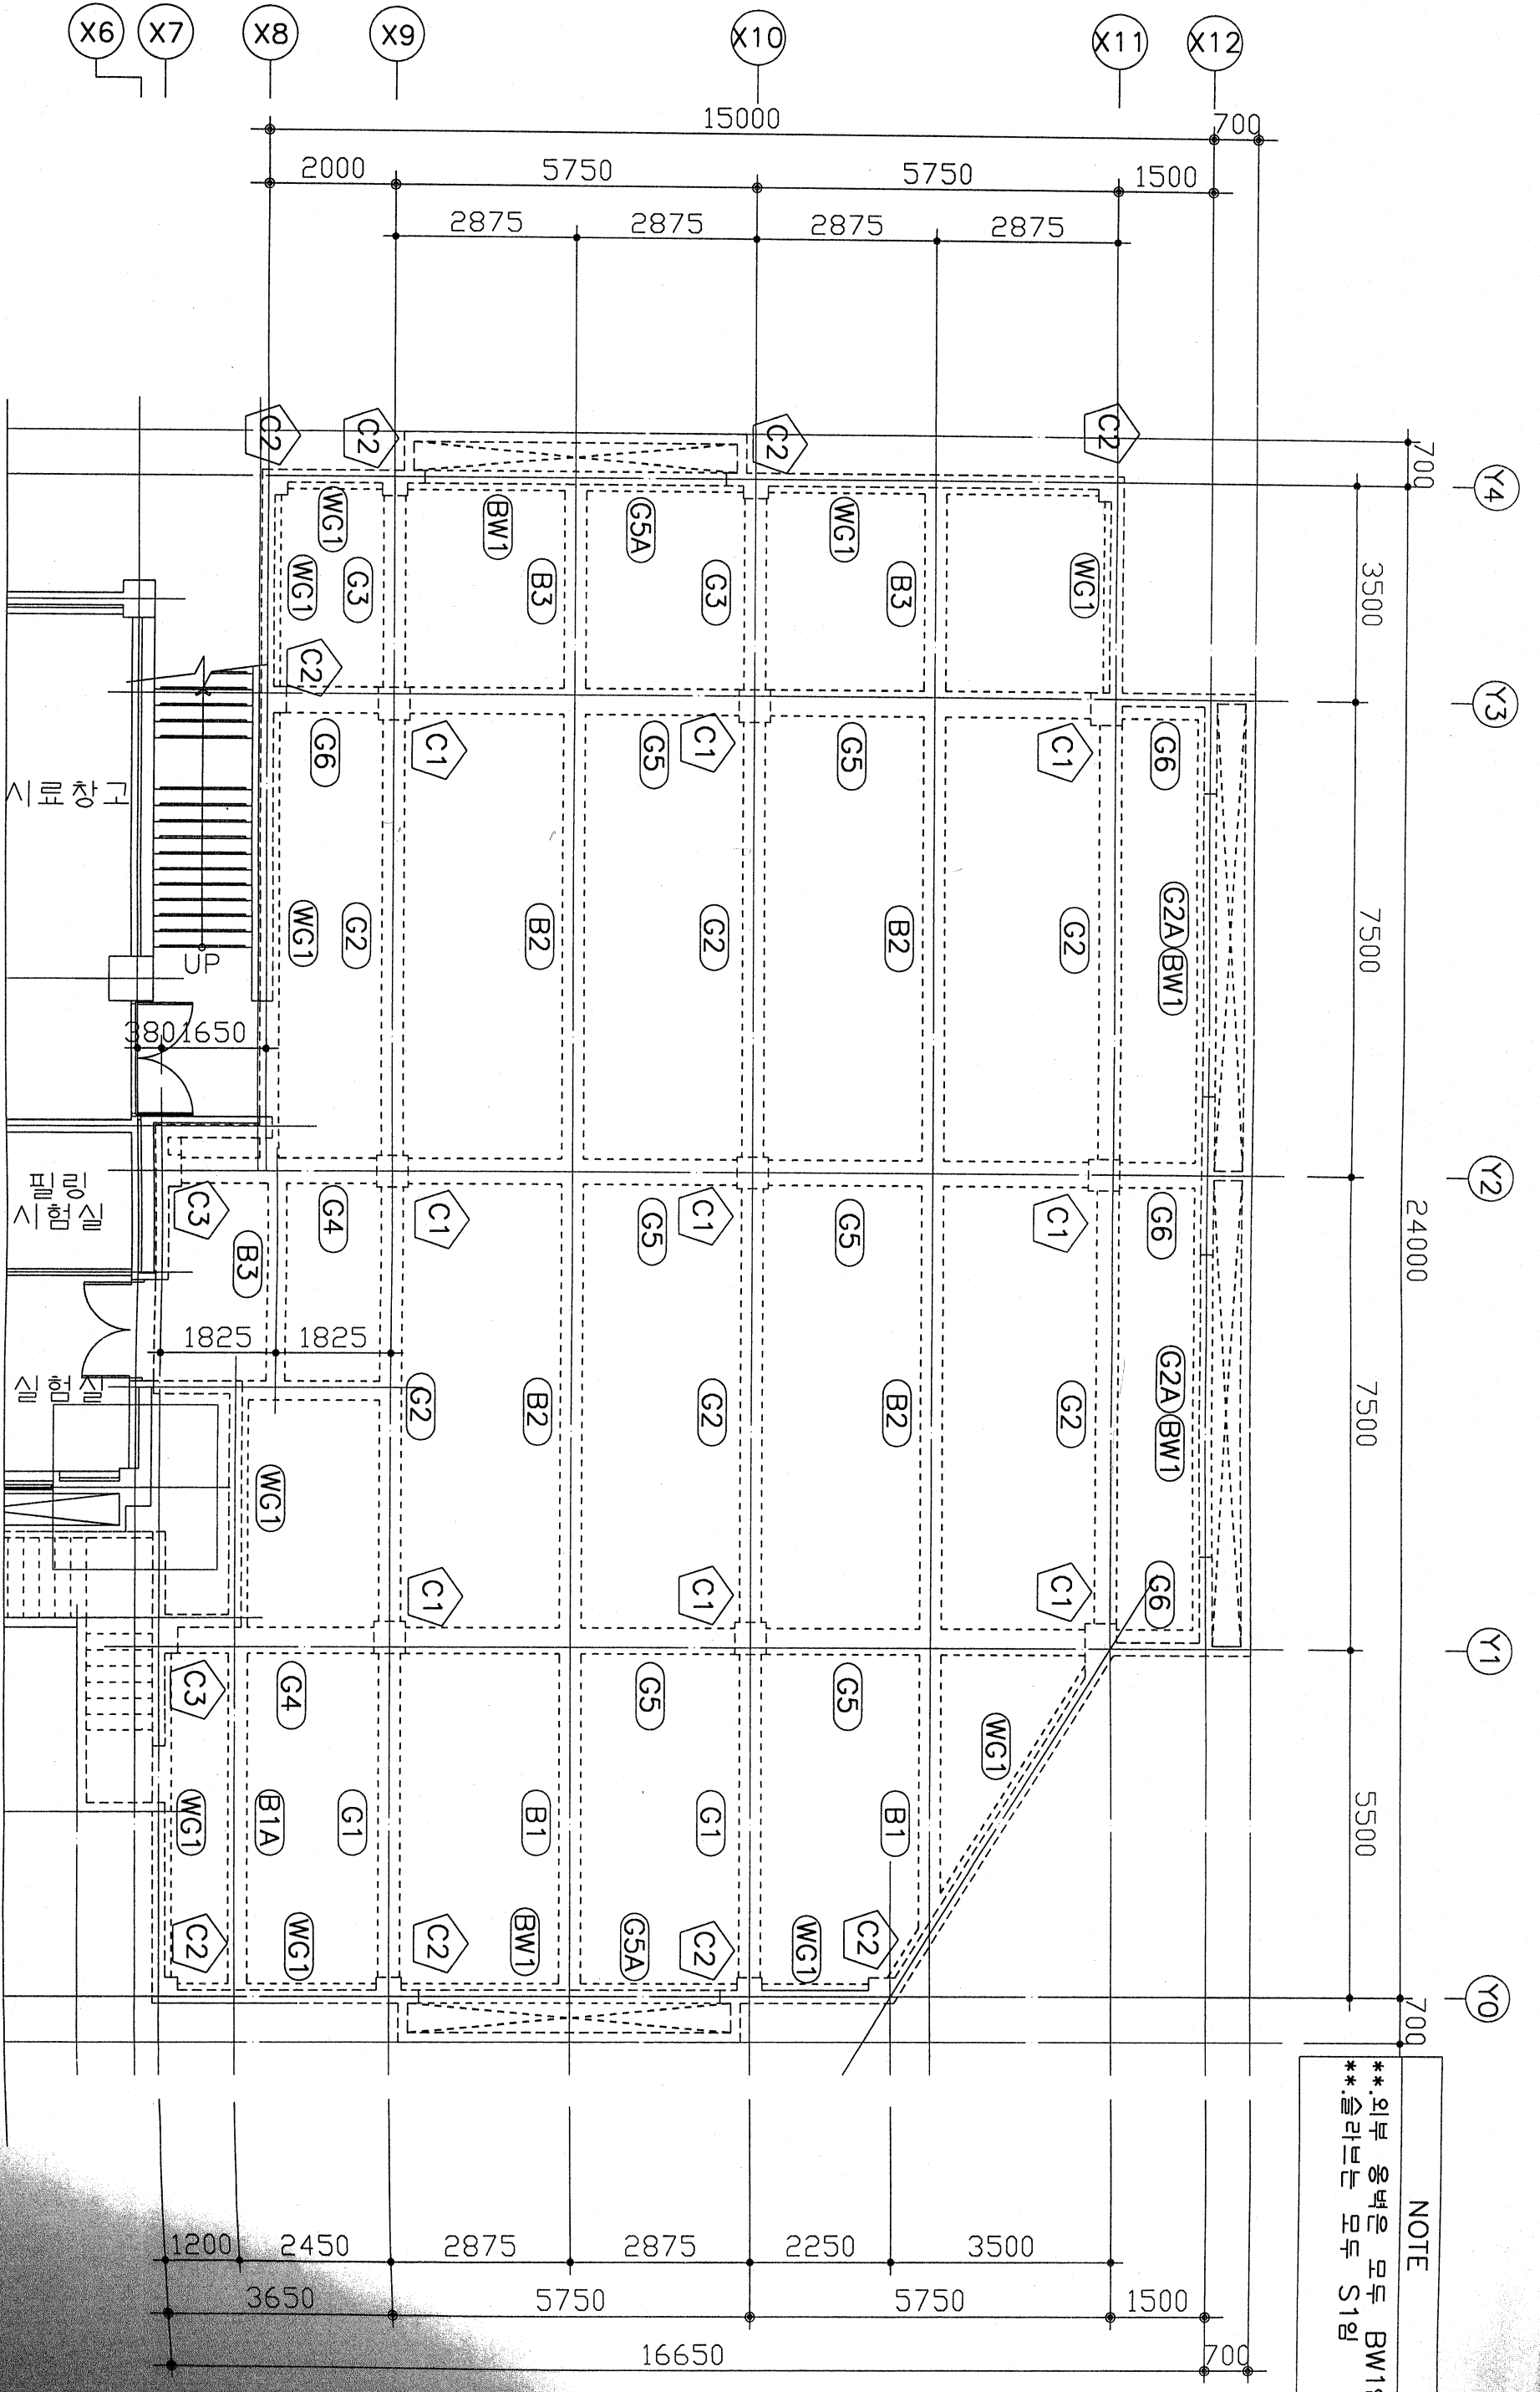 X6 X7 X8 X9 X10 X11 X12
15000 700
2000 5750 5750 1500
2875 2875 2875 2875
C2 C2 C2 C2
700
Y4
WG1 BW1 G5A WG1
WG1 G3 B3 G3 B3 WG1
3500
C2
Y3
G6 C1 G5 C1 G5 C1 G6
시료창고
WG1 G2 B2 G2 B2 G2 G2A BW1
7500
UP
380 1650
Y2
필링
시험실
C3 G4 C1 G5 C1 G5 C1 G6
B3
24000
1825 1825
실험실
G2 B2 G2 B2 G2 G2A BW1
7500
WG1
C1 C1 C1 G6
Y1
C3 G4 G5 G5 WG1
WG1 B1A G1 B1 G1 B1
5500
C2 WG1 C2 BW1 G5A C2 WG1 C2
Y0
700
NOTE
**.외부 옹벽은 모두 BW1
**.슬라브는 모두 S1임
1200 2450 2875 2875 2250 3500
3650 5750 5750 1500
16650 700